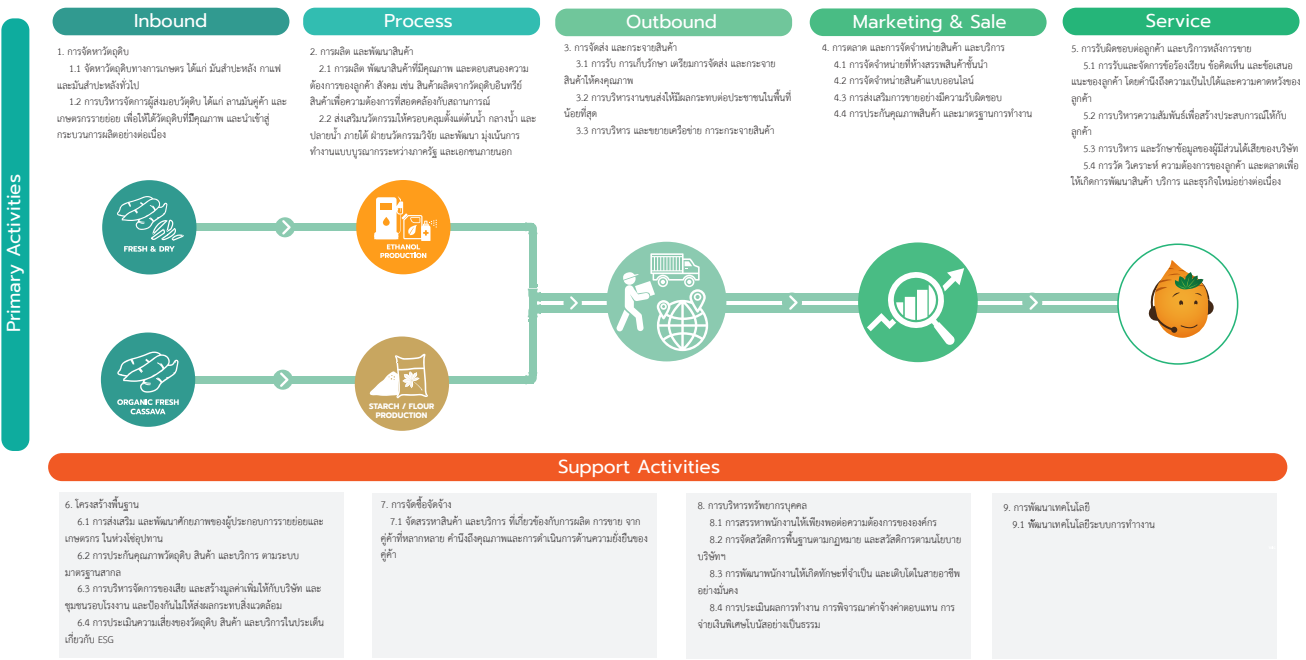 Primary Activities
Inbound
1. การจัดหาวัตถุดิบ
1.1 จัดหาวัตถุดิบทางการเกษตร ได้แก่ มันสำปะหลัง กาแฟ
และมันสำปะหลังทั่วไป
1.2 การบริหารจัดการผู้ส่งมอบวัตุดิบ ได้แก่ ลานมันคู่ค้า และ
เกษตรกรรายย่อย เพื่อให้ได้วัตถุดิบที่มีคุณภาพ และนำเข้าสู่
กระบวนการผลิตอย่างต่อเนื่อง
Process
2. การผลิต และพัฒนาสินค้า
2.1 การผลิต พัฒนาสินค้าที่มีคุณภาพ และตอบสนองความ
ต้องการของลูกค้า สังคม เช่น สินค้าผลิตจากวัตถุดิบอินทรีย์
สินค้าเพื่อความต้องการที่สอดคล้องกับสถานการณ์
2.2 ส่งเสริมนวัตกรรมให้ครอบคลุมตั้งแต่ต้นน้ำ กลางน้ำ และ
ปลายน้ำ ภายใต้ ฝ่ายนวัตกรรมวิจัย และพัฒนา มุ่งเน้นการ
ทำงานแบบบูรณาการระหว่างภาครัฐ และเอกชนภายนอก
Outbound
3. การจัดส่ง และกระจายสินค้า
3.1 การรับ การเก็บรักษา เตรียมการจัดส่ง และกระจาย
สินค้าให้คงคุณภาพ
3.2 การบริหารงานขนส่งให้มีผลกระทบต่อประชาชนในพื้นที่
น้อยที่สุด
3.3 การบริหาร และขยายเครือข่าย การะกระจายสินค้า
Marketing & Sale
4. การตลาด และการจัดจำหน่ายสินค้า และบริการ
4.1 การจัดจำหน่ายที่ห้างสรรพสินค้าชั้นนำ
4.2 การจำหน่ายสินค้าแบบออนไลน์
4.3 การส่งเสริมการขายอย่างมีความรับผิดชอบ
4.4 การประกันคุณภาพสินค้า และมาตรฐานการทำงาน
Service
5. การรับผิดชอบต่อลูกค้า และบริการหลังการขาย
5.1 การรับและจัดการข้อร้องเรียน ข้อคิดเห็น และข้อเสนอ
แนะของลูกค้า โดยคำนึงถึงความเป็นไปได้และความคาดหวังของ
ลูกค้า
5.2 บริหารความสัมพันธ์เพื่อสร้างประสบการณ์ให้กับ
ลูกค้า
5.3 บริหาร และรักษาข้อมูลของผู้มีส่วนได้เสียของบริษัท
5.4 การวัด วิเคราะห์ ความต้องการของลูกค้า และตลาดเพื่อ
ให้เกิดการพัฒนาสินค้า บริการ และธุรกิจใหม่อย่างต่อเนื่อง
FRESH & DRY
ETHANOL
PRODUCTION
ORGANIC FRESH
CASSAVA
STARCH / FLOUR
PRODUCTION
Support Activities
6. โครงสร้างพื้นฐาน
6.1 การส่งเสริม และพัฒนาศักยภาพของผู้ประกอบการรายย่อยและ
เกษตรกร ในห่วงโซ่อุปทาน
6.2 การประกันคุณภาพวัตถุดิบ สินค้า และบริการ ตามระบบ
มาตรฐานสากล
6.3 การบริหารจัดการของเสีย และสร้างมูลค่าเพิ่มให้กับบริษัท และ
ชุมชนรอบโรงงาน และป้องกันไม่ให้ส่งผลกระทบสิ่งแวดล้อม
6.4 การประเมินความเสี่ยงของวัตถุดิบ สินค้า และบริการในประเด็น
เกี่ยวกับ ESG
7. การจัดซื้อจัดจ้าง
7.1 จัดสรรหาสินค้า และบริการ ที่เกี่ยวข้องกับการผลิต การขาย จาก
คู่ค้าที่หลากหลาย คำนึงถึงคุณภาพและการดำเนินการด้านความยั่งยืนของ
คู่ค้า
8. การบริหารทรัพยากรบุคคล
8.1 การสรรหาพนักงานให้เพียงพอต่อความต้องการขององค์กร
8.2 การจัดสวัสดิการพื้นฐานตามกฎหมาย และสวัสดิการตามนโยบาย
บริษัทฯ
8.3 การพัฒนาพนักงานให้เกิดทักษะที่จำเป็น และเติบโตในสายอาชีพ
อย่างมั่นคง
8.4 การประเมินผลการทำงาน การพิจารณาค่าจ้างค่าตอบแทน การ
จ่ายเงินพิเศษโบนัสอย่างเป็นธรรม
9. การพัฒนาเทคโนโลยี
9.1 พัฒนาเทคโนโลยีระบบการทำงาน